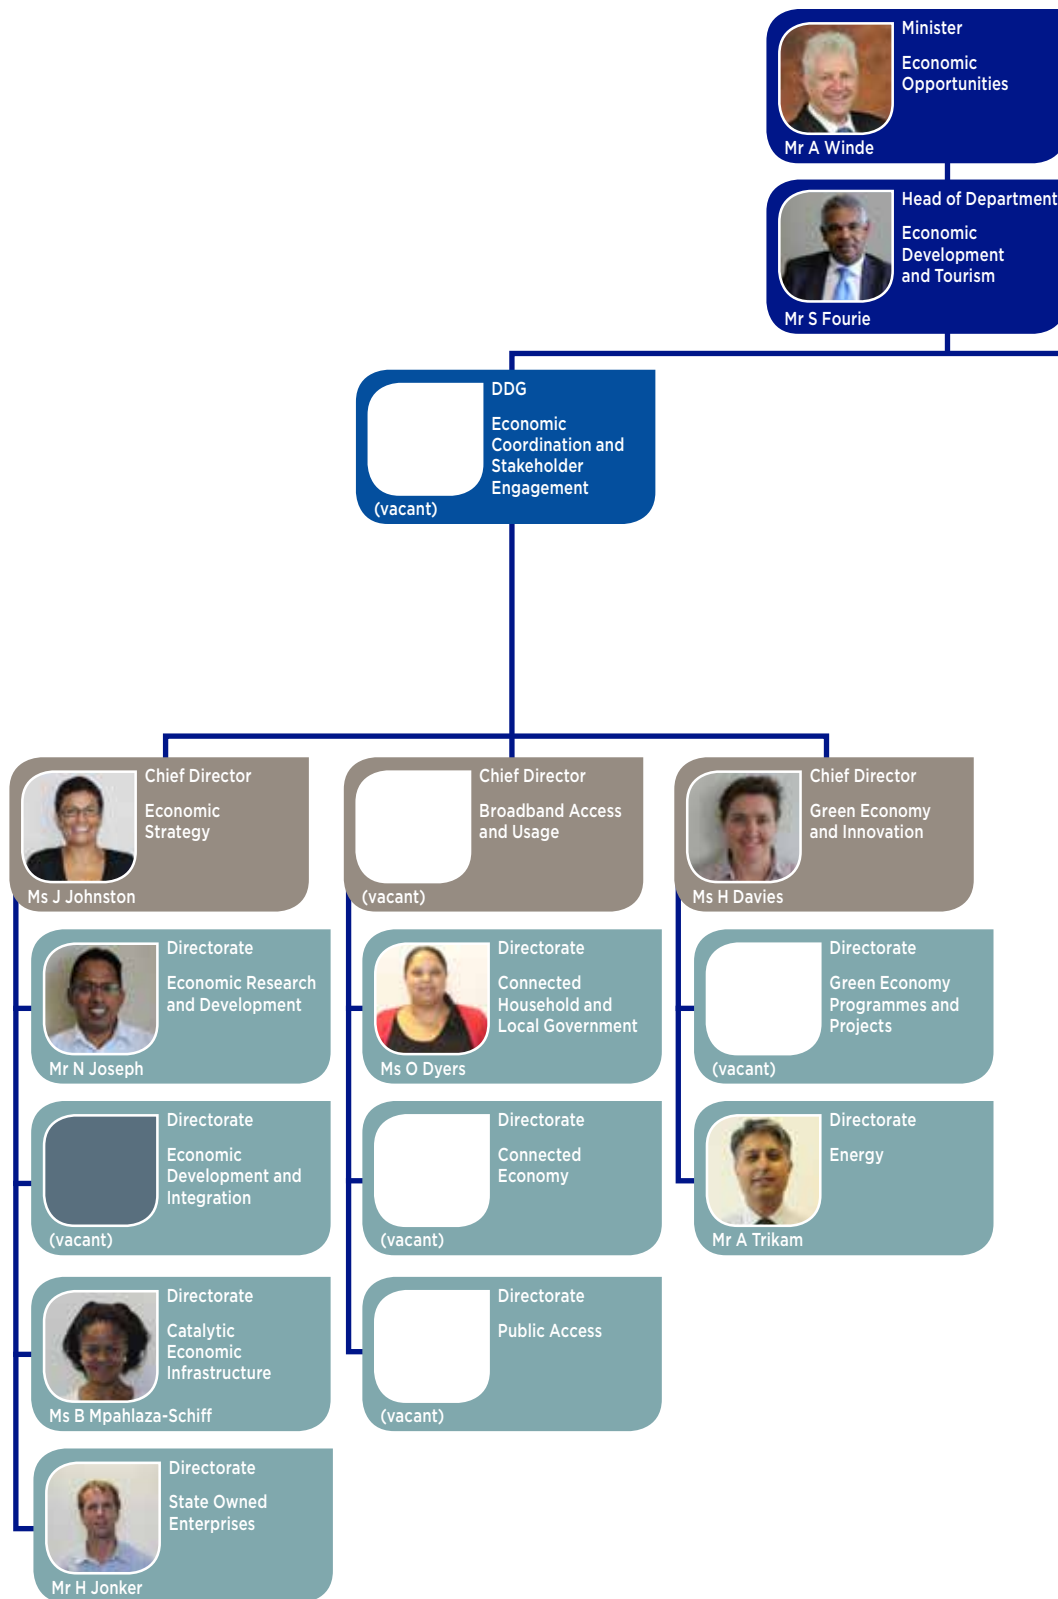 Minister
Economic
Opportunities
Mr A Winde
Head of Department
Economic
Development
and Tourism
Mr S Fourie
DDG
Economic
Coordination and
Stakeholder
Engagement
(vacant)
Chief Director
Economic
Strategy
Ms J Johnston
Directorate
Economic Research
and Development
Mr N Joseph
Directorate
Economic
Development and
Integration
(vacant)
Directorate
Catalytic
Economic
Infrastructure
Ms B Mpahlaza-Schiff
Directorate
State Owned
Enterprises
Mr H Jonker
Chief Director
Broadband Access
and Usage
(vacant)
Directorate
Connected
Household and
Local Government
Ms O Dyers
Directorate
Connected
Economy
(vacant)
Directorate
Public Access
(vacant)
Chief Director
Green Economy
and Innovation
Ms H Davies
Directorate
Green Economy
Programmes and
Projects
(vacant)
Directorate
Energy
Mr A Trikam